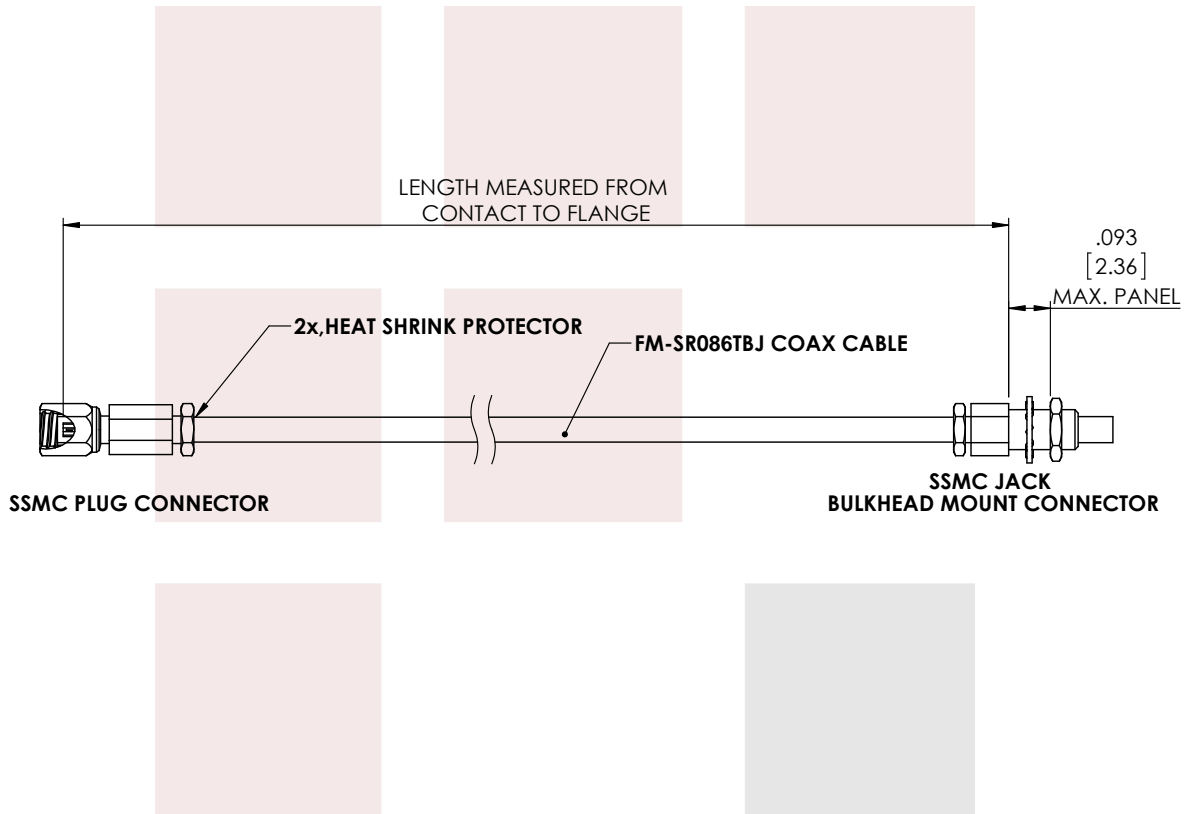 LENGTH MEASURED FROM
CONTACT TO FLANGE
.093
[2.36]
MAX. PANEL
2x,HEAT SHRINK PROTECTOR
FM-SR086TBJ COAX CABLE
SSMC PLUG CONNECTOR
SSMC JACK
BULKHEAD MOUNT CONNECTOR